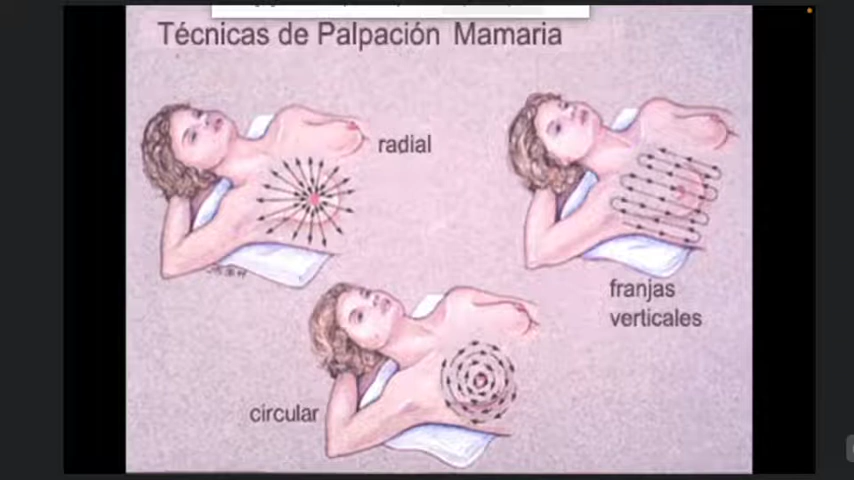 Técnicas de Palpación Mamaria
radial
franjas
verticales
circular